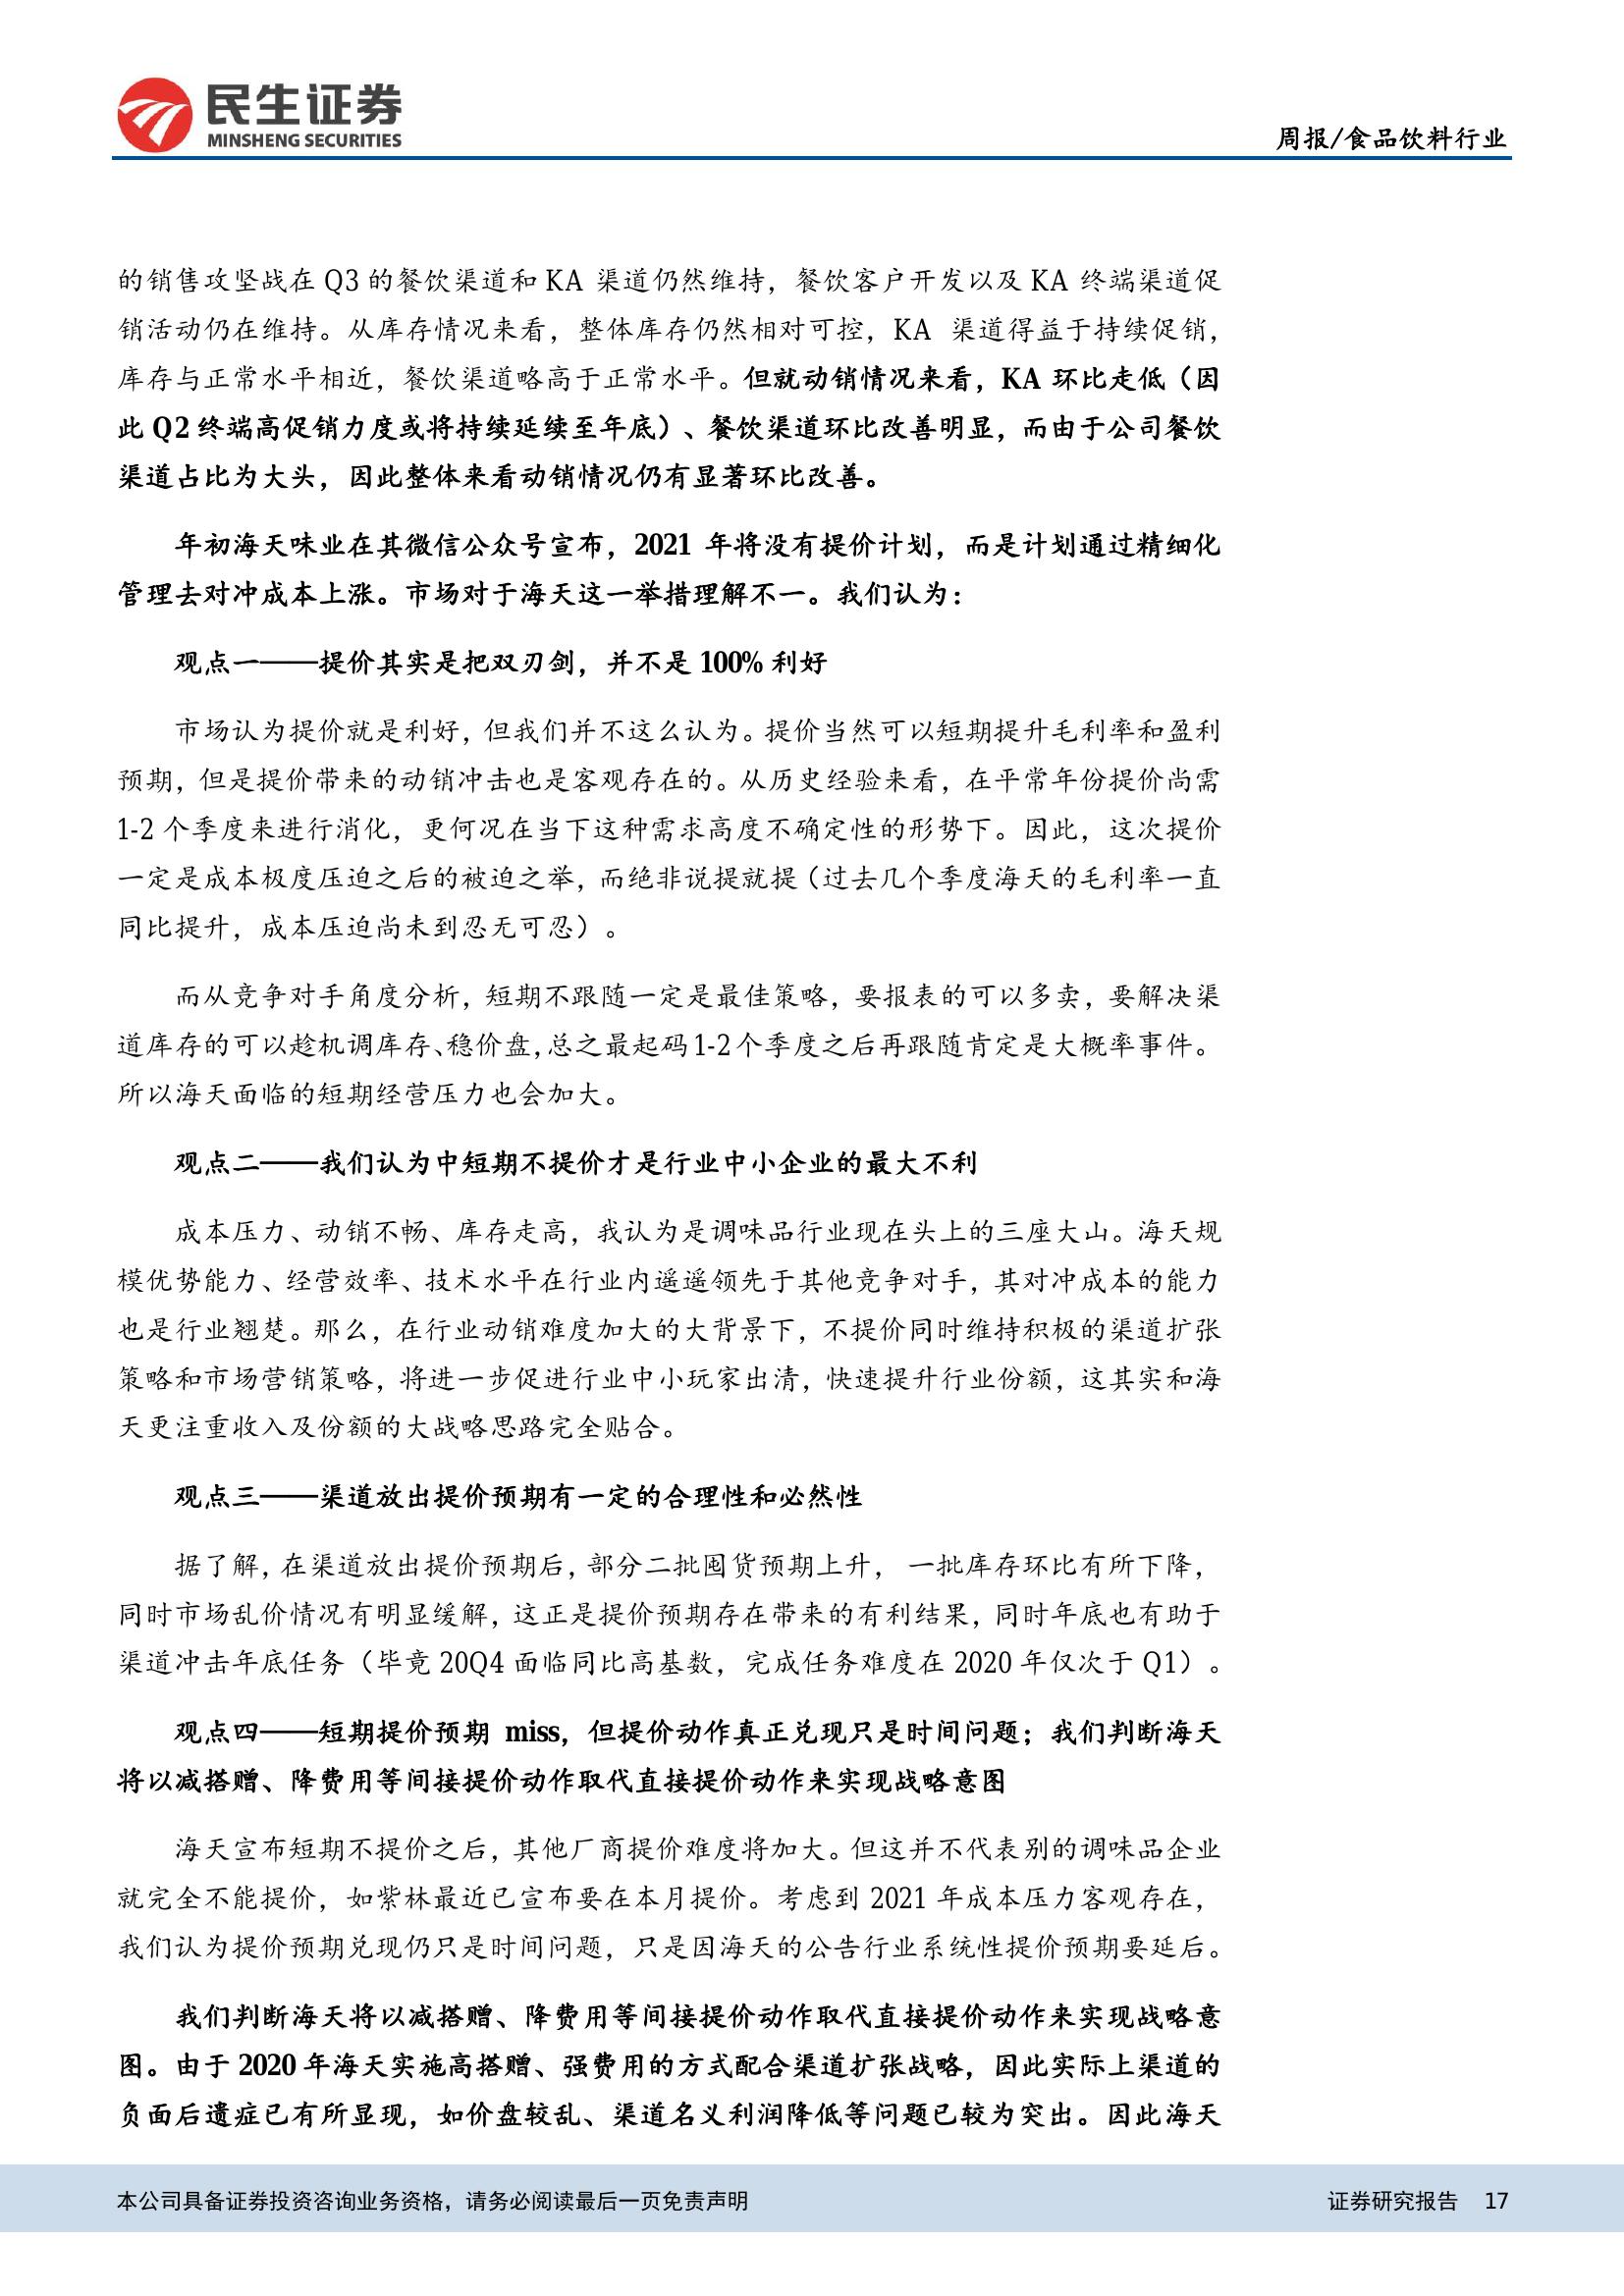 民生证券
MINSHENG SECURITIES
周报/食品饮料行业
的销售攻坚战在 Q3 的餐饮渠道和 KA 渠道仍然维持，餐饮客户开发以及 KA 终端渠道促
销活动仍在维持。从库存情况来看，整体库存仍然相对可控，KA 渠道得益于持续促销，
库存与正常水平相近，餐饮渠道略高于正常水平。但就动销情况来看，KA 环比走低（因
此 Q2 终端高促销力度或将持续延续至年底）、餐饮渠道环比改善明显，而由于公司餐饮
渠道占比为大头，因此整体来看动销情况仍有显著环比改善。
年初海天味业在其微信公众号宣布，2021 年将没有提价计划，而是计划通过精细化
管理去对冲成本上涨。市场对于海天这一举措理解不一。我们认为：
观点一——提价其实是把双刃剑，并不是 100% 利好
市场认为提价就是利好，但我们并不这么认为。提价当然可以短期提升毛利率和盈利
预期，但是提价带来的动销冲击也是客观存在的。从历史经验来看，在平常年份提价尚需
1-2 个季度来进行消化，更何况在当下这种需求高度不确定性的形势下。因此，这次提价
一定是成本极度压迫之后的被迫之举，而绝非说提就提（过去几个季度海天的毛利率一直
同比提升，成本压迫尚未到忍无可忍）。
而从竞争对手角度分析，短期不跟随一定是最佳策略，要报表的可以多卖，要解决渠
道库存的可以趁机调库存、稳价盘，总之最起码 1-2 个季度之后再跟随肯定是大概率事件。
所以海天面临的短期经营压力也会加大。
观点二——我们认为中短期不提价才是行业中小企业的最大不利
成本压力、动销不畅、库存走高，我认为是调味品行业现在头上的三座大山。海天规
模优势能力、经营效率、技术水平在行业内遥遥领先于其他竞争对手，其对冲成本的能力
也是行业翘楚。那么，在行业动销难度加大的大背景下，不提价同时维持积极的渠道扩张
策略和市场营销策略，将进一步促进行业中小玩家出清，快速提升行业份额，这其实和海
天更注重收入及份额的大战略思路完全贴合。
观点三——渠道放出提价预期有一定的合理性和必然性
据了解，在渠道放出提价预期后，部分二批囤货预期上升， 一批库存环比有所下降，
同时市场乱价情况有明显缓解，这正是提价预期存在带来的有利结果，同时年底也有助于
渠道冲击年底任务（毕竟 20Q4 面临同比高基数，完成任务难度在 2020 年仅次于 Q1）。
观点四——短期提价预期 miss，但提价动作真正兑现只是时间问题；我们判断海天
将以减搭赠、降费用等间接提价动作取代直接提价动作来实现战略意图
海天宣布短期不提价之后，其他厂商提价难度将加大。但这并不代表别的调味品企业
就完全不能提价，如紫林最近已宣布要在本月提价。考虑到 2021 年成本压力客观存在，
我们认为提价预期兑现仍只是时间问题，只是因海天的公告行业系统性提价预期要延后。
我们判断海天将以减搭赠、降费用等间接提价动作取代直接提价动作来实现战略意
图。由于 2020 年海天实施高搭赠、强费用的方式配合渠道扩张战略，因此实际上渠道的
负面后遗症已有所显现，如价盘较乱、渠道名义利润降低等问题已较为突出。因此海天
本公司具备证券投资咨询业务资格，请务必阅读最后一页免责声明
证券研究报告 17